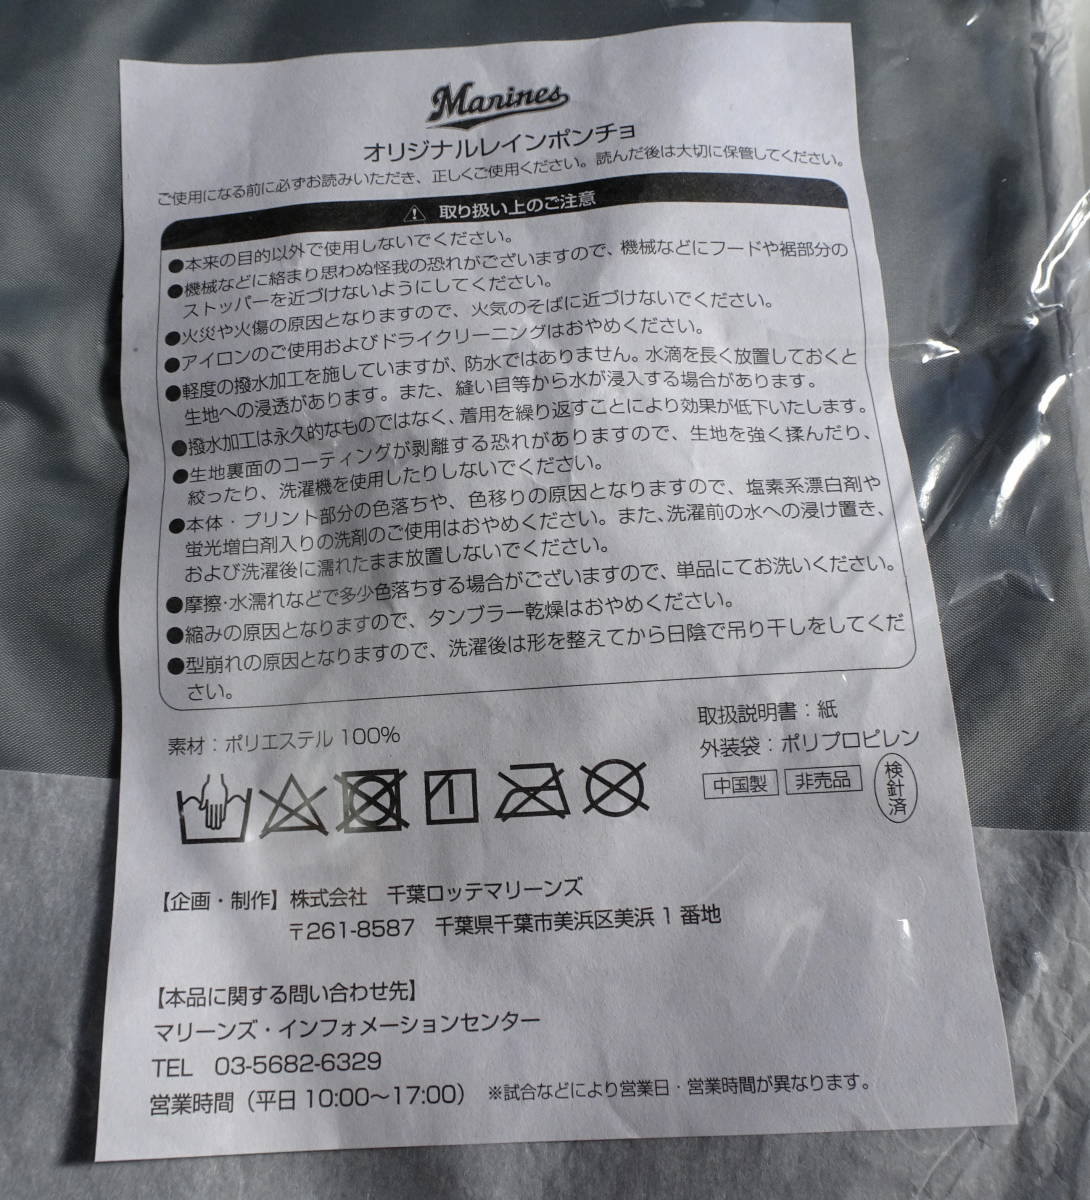 Marines
オリジナルレインポンチョ
ご使用になる前に必ずお読みいただき、正しくご使用ください。読んだ後は大切に保管してください。
⚠ 取り扱い上のご注意
●本来の目的以外で使用しないでください。
●機械などに絡まり思わぬ怪我の恐れがございますので、機械などにフードや裾部分の
ストッパーを近づけないようにしてください。
●火災や火傷の原因となりますので、火気のそばに近づけないでください。
●アイロンのご使用およびドライクリーニングはおやめください。
●軽度の撥水加工を施していますが、防水ではありません。水滴を長く放置しておくと
生地への浸透があります。また、縫い目等から水が浸入する場合があります。
●撥水加工は永久的なものではなく、着用を繰り返すことにより効果が低下いたします。
●生地裏面のコーティングが剥離する恐れがありますので、生地を強く揉んだり、
絞ったり、洗濯機を使用したりしないでください。
●本体・プリント部分の色落ちや、色移りの原因となりますので、塩素系漂白剤や
蛍光増白剤入りの洗剤のご使用はおやめください。また、洗濯前の水への浸け置き、
および洗濯後に濡れたまま放置しないでください。
●摩擦・水濡れなどで多少色落ちする場合がございますので、単品にてお洗いください。
●縮みの原因となりますので、タンブラー乾燥はおやめください。
●型崩れの原因となりますので、洗濯後は形を整えてから日陰で吊り干しをしてくだ
さい。
素材：ポリエステル 100%
取扱説明書：紙
外装袋：ポリプロピレン
中国製 非売品 検針済
【企画・制作】株式会社 千葉ロッテマリーンズ
〒261-8587 千葉県千葉市美浜区美浜 1 番地
【本品に関する問い合わせ先】
マリーンズ・インフォメーションセンター
TEL 03-5682-6329
営業時間（平日 10:00〜17:00） ※試合などにより営業日・営業時間が異なります。